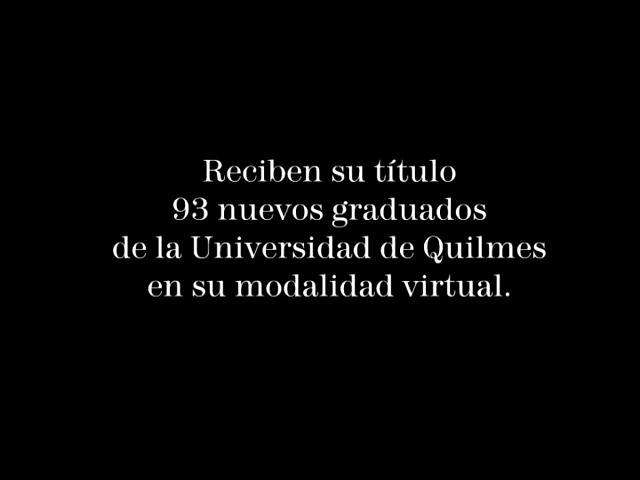 Reciben su título
93 nuevos graduados
de la Universidad de Quilmes
en su modalidad virtual.